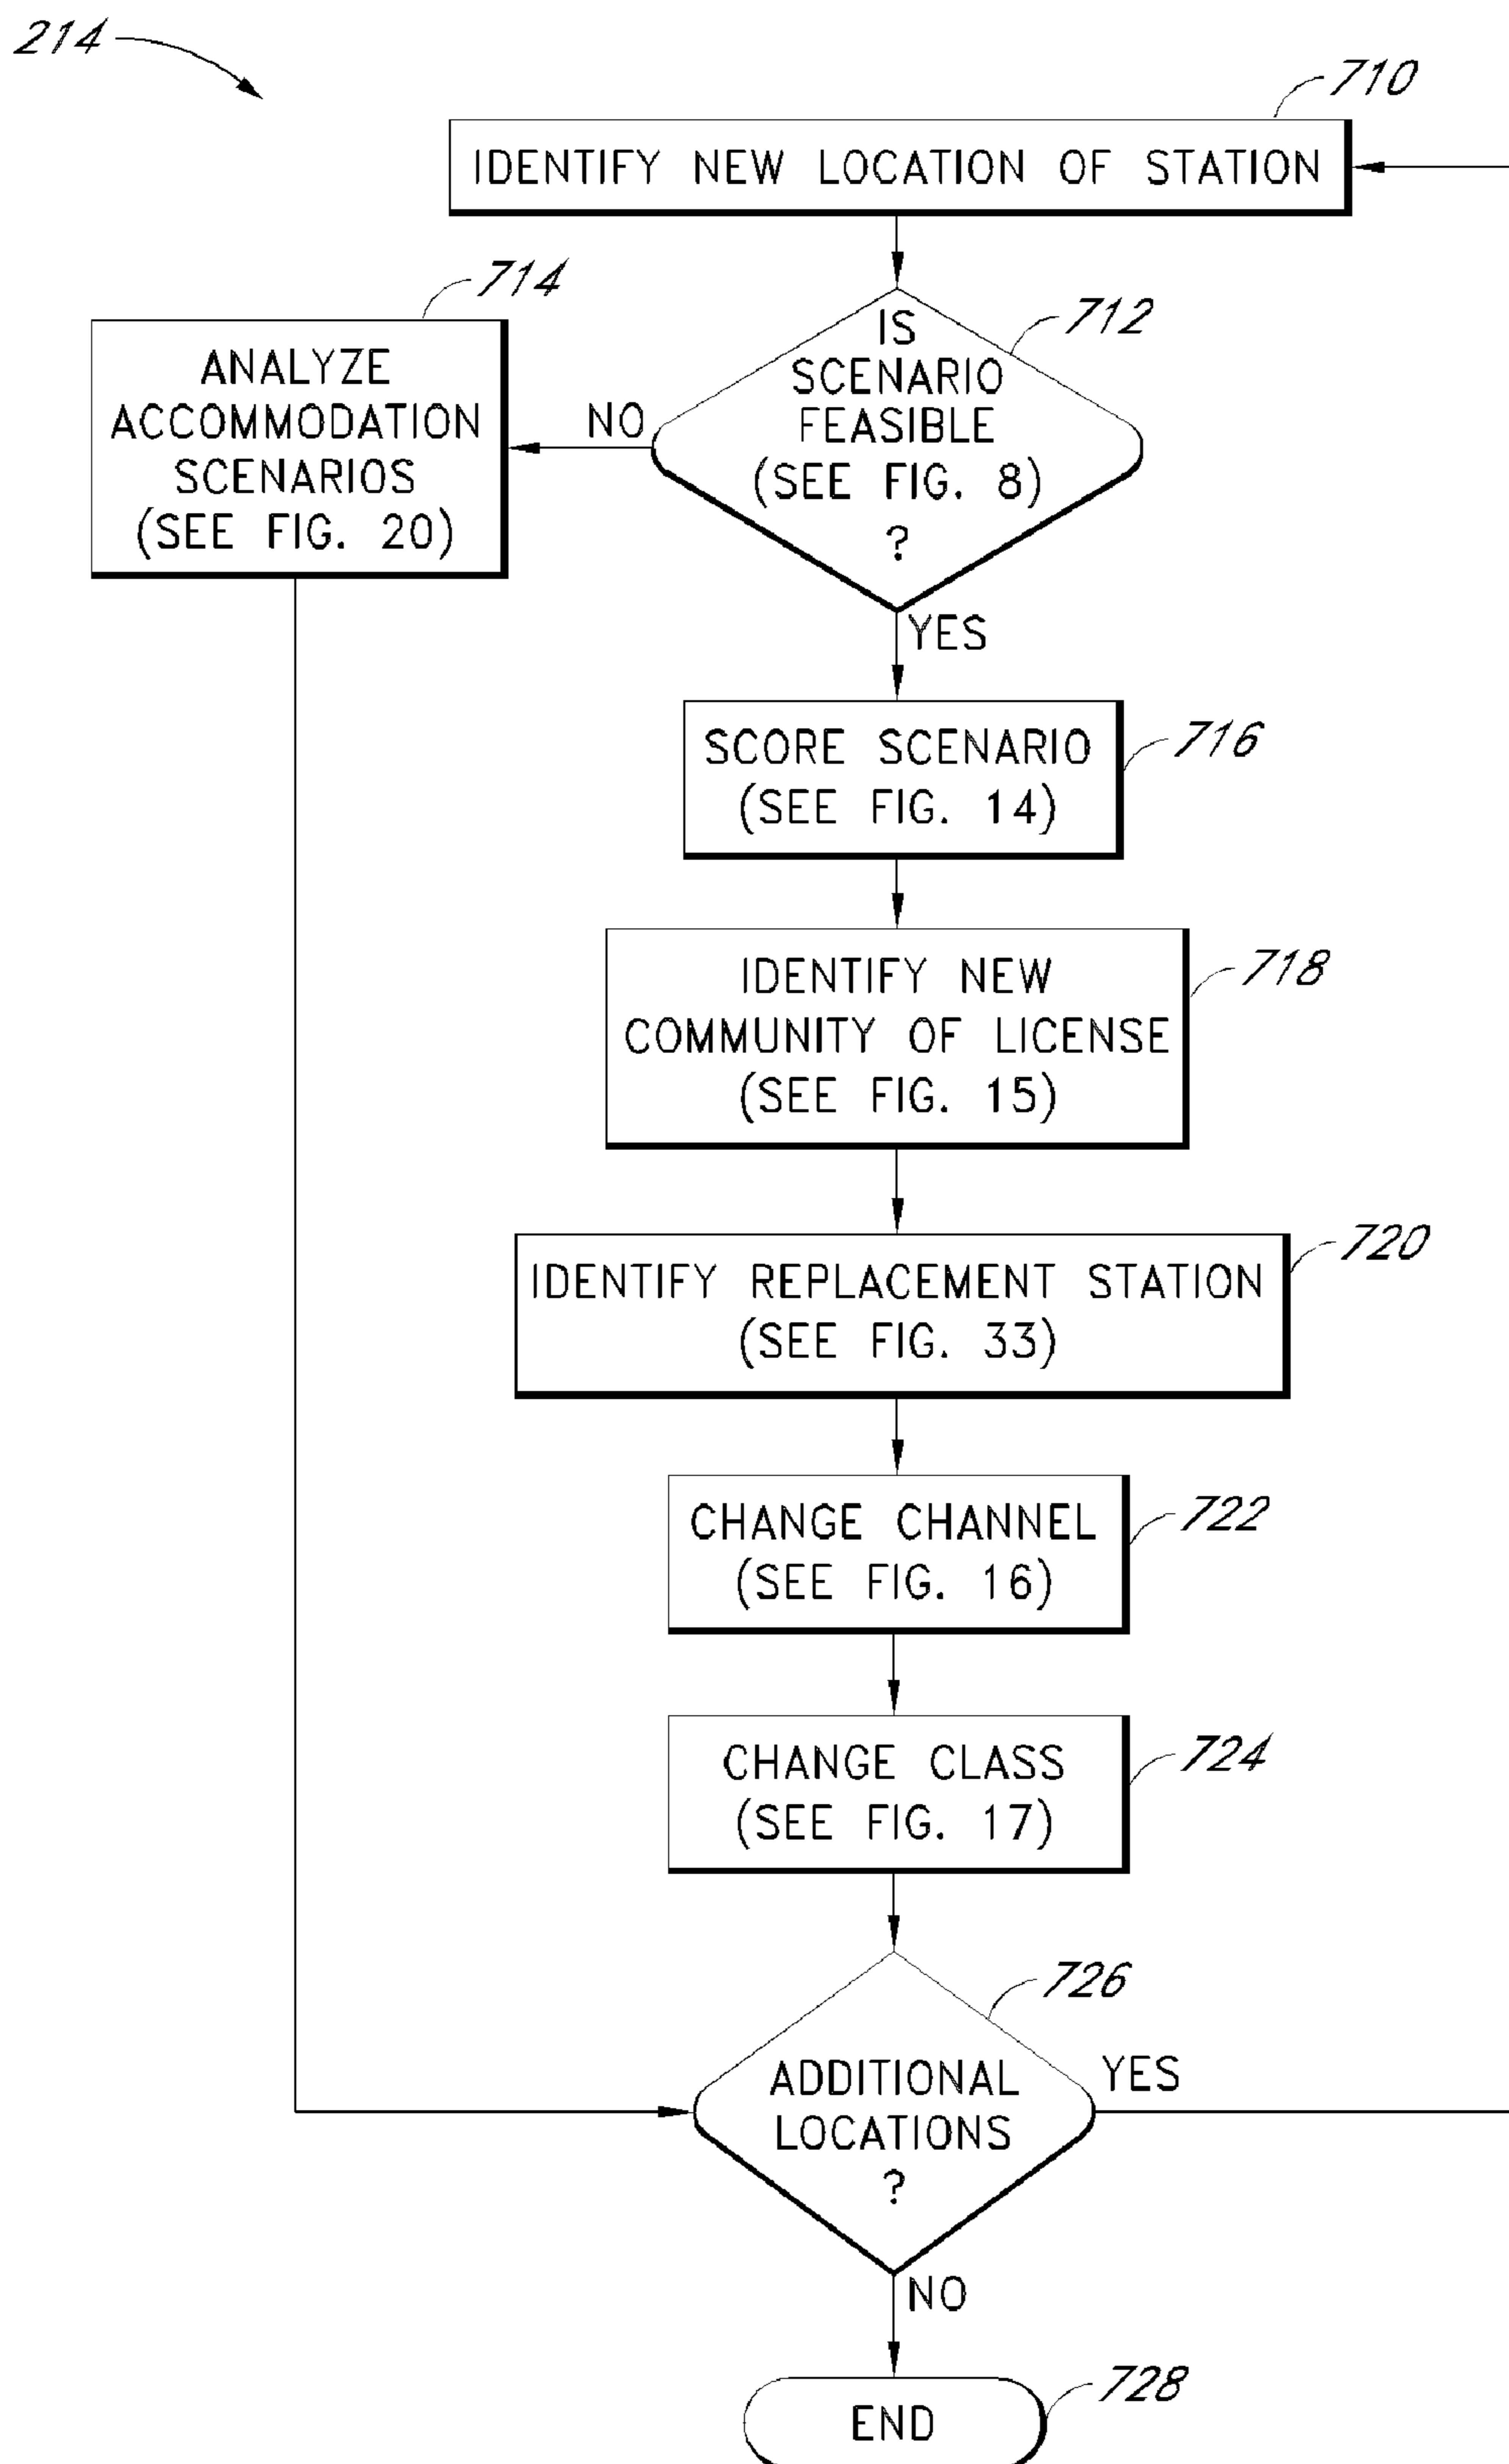 214
710
IDENTIFY NEW LOCATION OF STATION
714
ANALYZE
ACCOMMODATION
SCENARIOS
(SEE FIG. 20)
NO
712
IS
SCENARIO
FEASIBLE
(SEE FIG. 8)
?
YES
716
SCORE SCENARIO
(SEE FIG. 14)
718
IDENTIFY NEW
COMMUNITY OF LICENSE
(SEE FIG. 15)
720
IDENTIFY REPLACEMENT STATION
(SEE FIG. 33)
722
CHANGE CHANNEL
(SEE FIG. 16)
724
CHANGE CLASS
(SEE FIG. 17)
726
ADDITIONAL
LOCATIONS
?
YES
NO
728
END